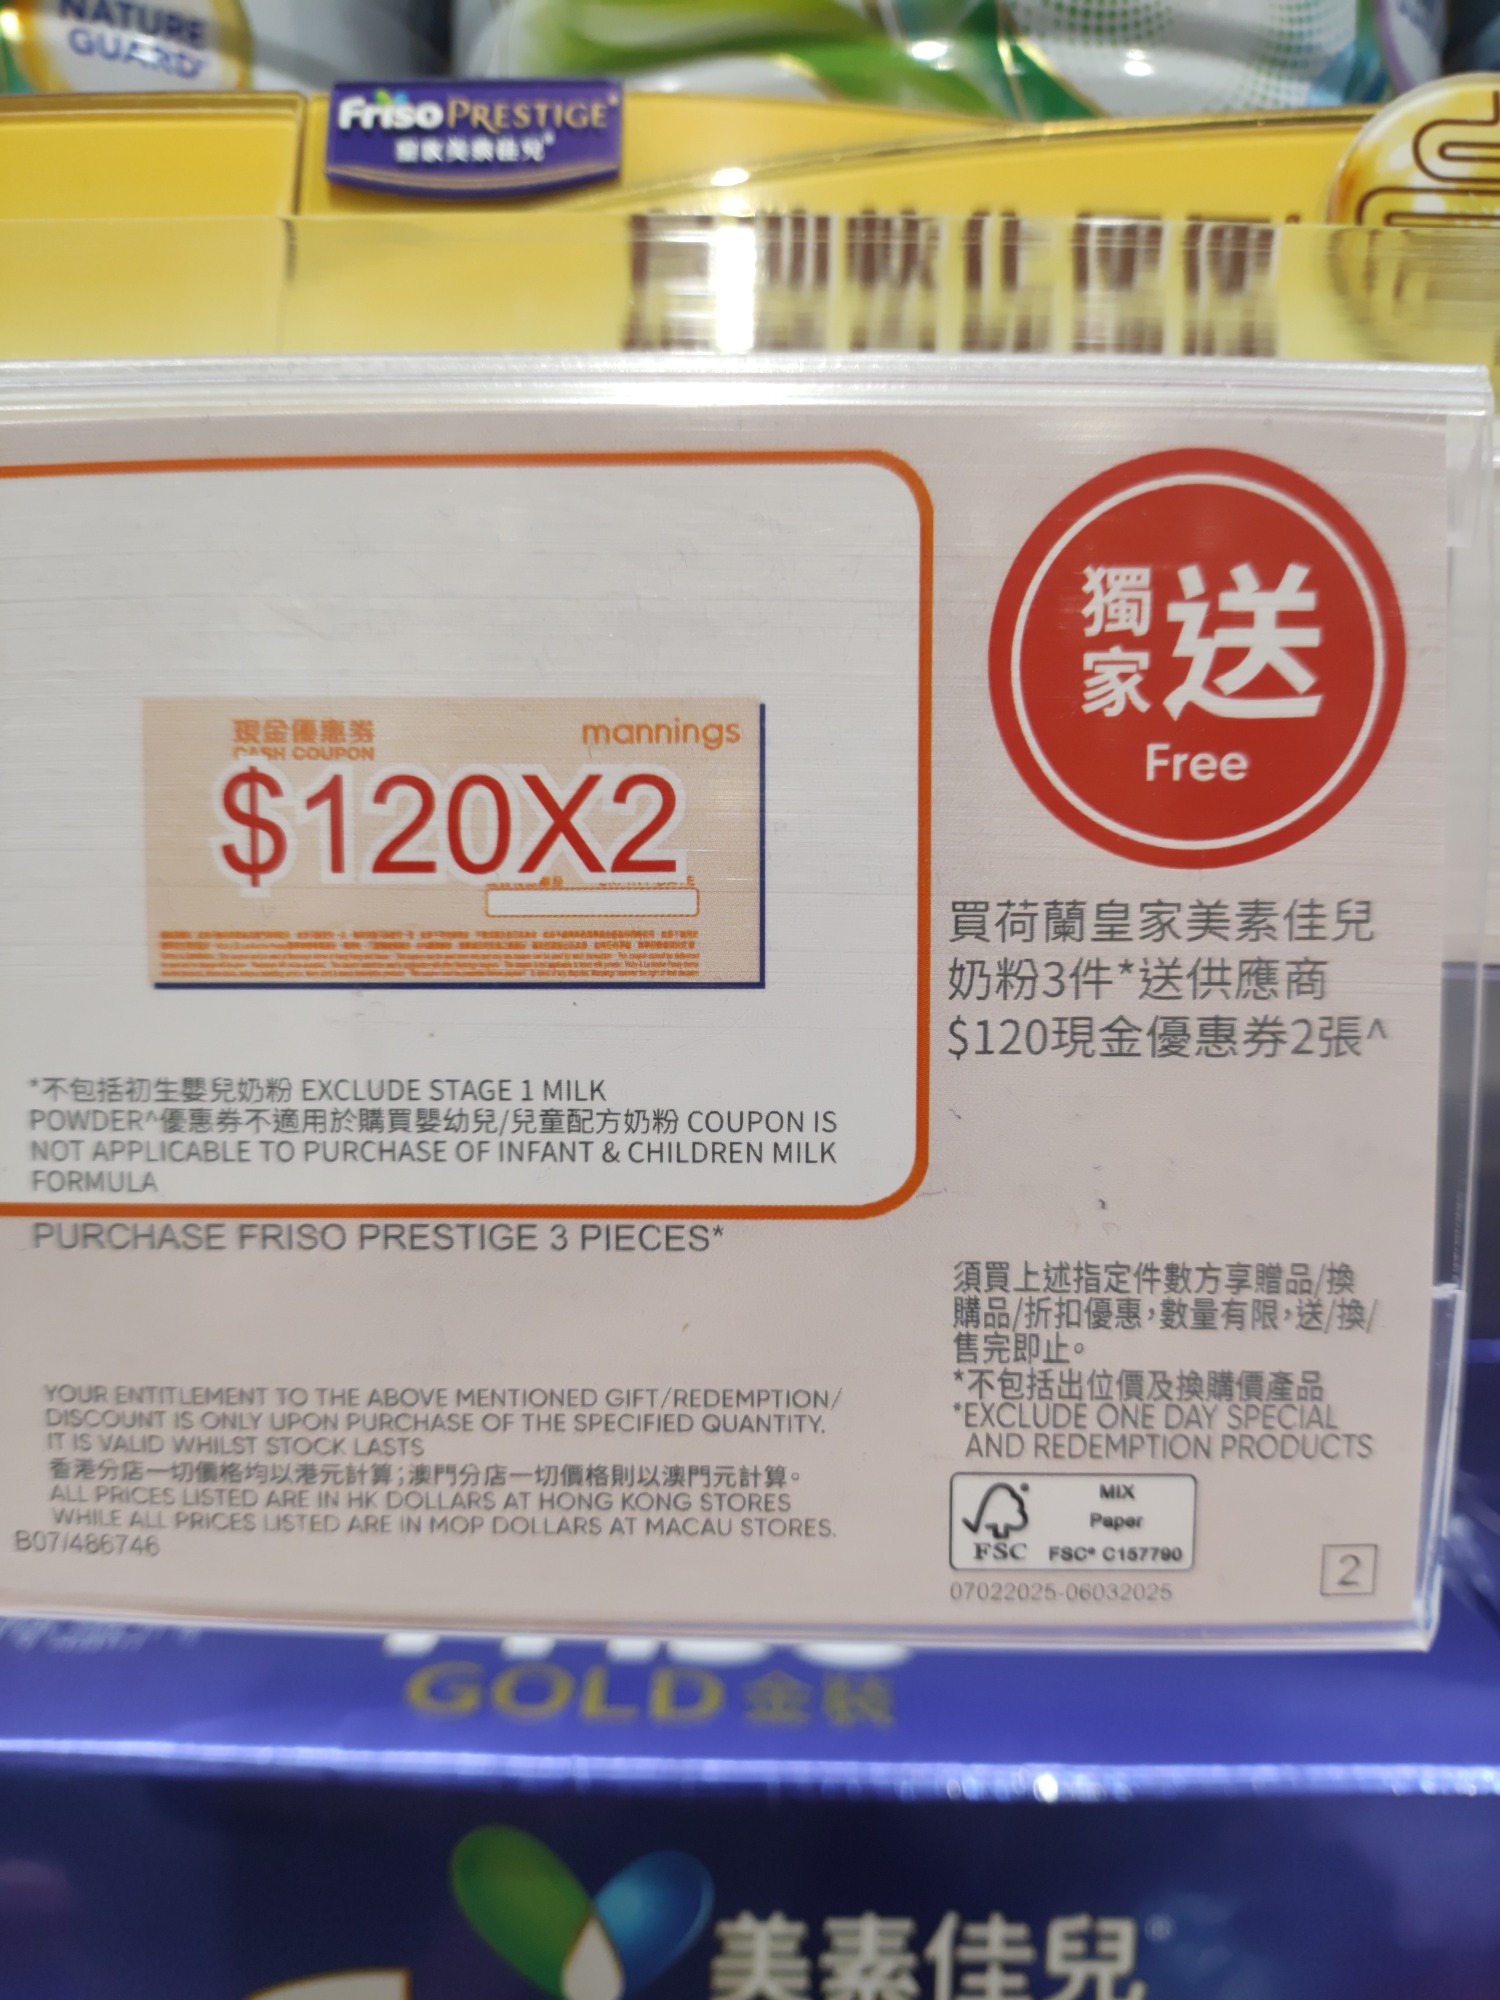 NATURE
GUARD
Friso PRESTIGE
皇家美素佳兒
現金優惠券
CASH COUPON
mannings
$120X2
獨家
送
Free
買荷蘭皇家美素佳兒
奶粉3件*送供應商
$120現金優惠券2張^
*不包括初生嬰兒奶粉 EXCLUDE STAGE 1 MILK
POWDER^優惠券不適用於購買嬰幼兒/兒童配方奶粉 COUPON IS
NOT APPLICABLE TO PURCHASE OF INFANT & CHILDREN MILK
FORMULA
PURCHASE FRISO PRESTIGE 3 PIECES*
須買上述指定件數方享贈品/換
購品/折扣優惠,數量有限,送/換/
售完即止。
*不包括出位價及換購價產品
*EXCLUDE ONE DAY SPECIAL
AND REDEMPTION PRODUCTS
YOUR ENTITLEMENT TO THE ABOVE MENTIONED GIFT/REDEMPTION/
DISCOUNT IS ONLY UPON PURCHASE OF THE SPECIFIED QUANTITY.
IT IS VALID WHILST STOCK LASTS
香港分店一切價格均以港元計算;澳門分店一切價格則以澳門元計算。
ALL PRICES LISTED ARE IN HK DOLLARS AT HONG KONG STORES
WHILE ALL PRICES LISTED ARE IN MOP DOLLARS AT MACAU STORES.
B07/486746
FSC
MIX
Paper
FSC® C157790
07022025-06032025
2
GOLD 金裝
美素佳兒®